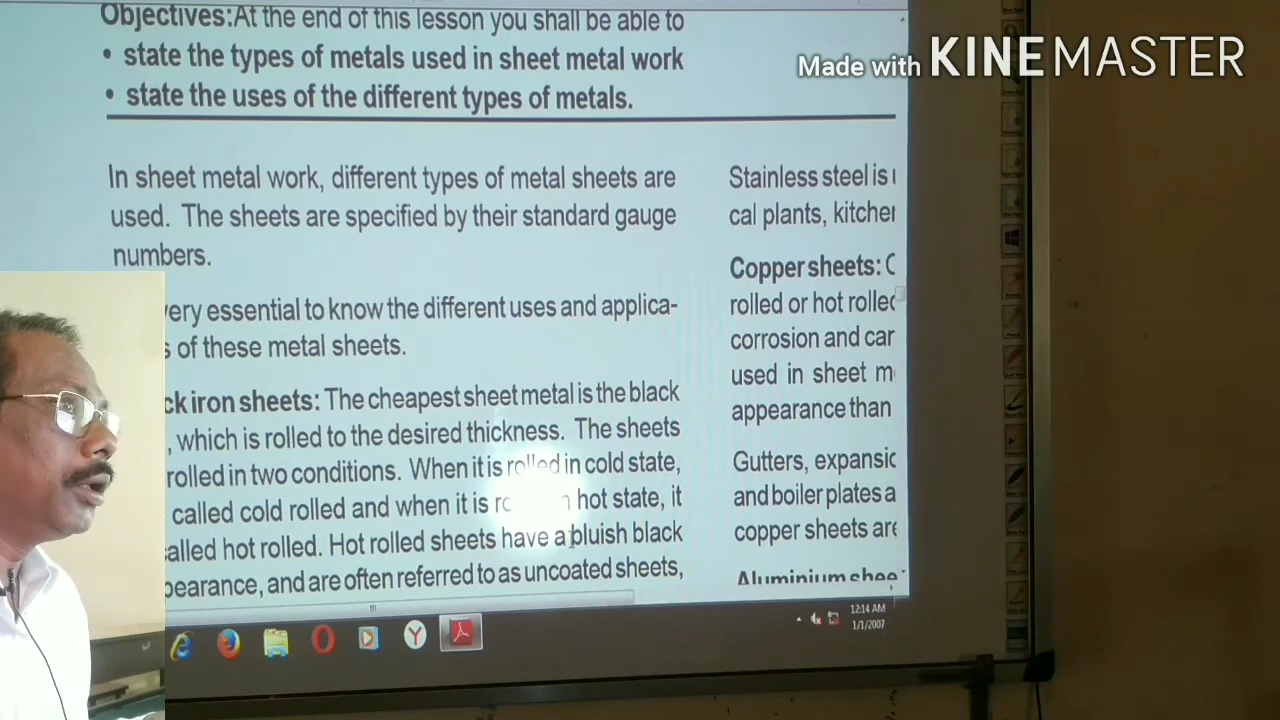 Objectives:At the end of this lesson you shall be able to
• state the types of metals used in sheet metal work
• state the uses of the different types of metals.
Made with KINEMASTER
In sheet metal work, different types of metal sheets are
used. The sheets are specified by their standard gauge
numbers.
very essential to know the different uses and applica-
of these metal sheets.
iron sheets: The cheapest sheet metal is the black
, which is rolled to the desired thickness. The sheets
rolled in two conditions. When it is rolled in cold state,
called cold rolled and when it is hot state, it
called hot rolled. Hot rolled sheets have a bluish black
and are often referred to as uncoated sheets,
Stainless steel is
cal plants,
Copper sheets:
rolled or hot
corrosion and
used in sheet
appearance than
Gutters,
and boiler plates
copper sheets are
Aluminium
12:14 AM
1/1/2007